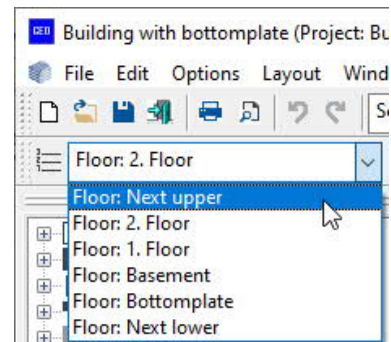 CED Building with bottomplate (Project: Bu
File Edit Options Layout Wind
Floor: 2. Floor
Floor: Next upper
Floor: 2. Floor
Floor: 1. Floor
Floor: Basement
Floor: Bottomplate
Floor: Next lower